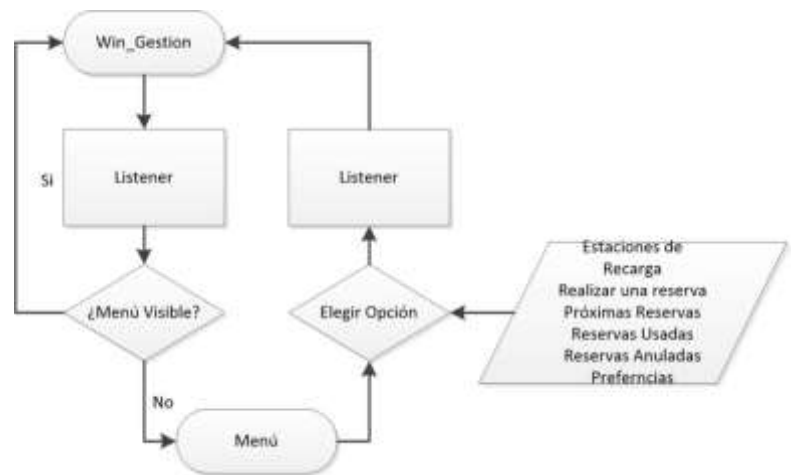 Win_Gestion
Listener
Listener
Si
¿Menú Visible?
Elegir Opción
Estaciones de
Recarga
Realizar una reserva
Próximas Reservas
Reservas Usadas
Reservas Anuladas
Preferncias
No
Menú